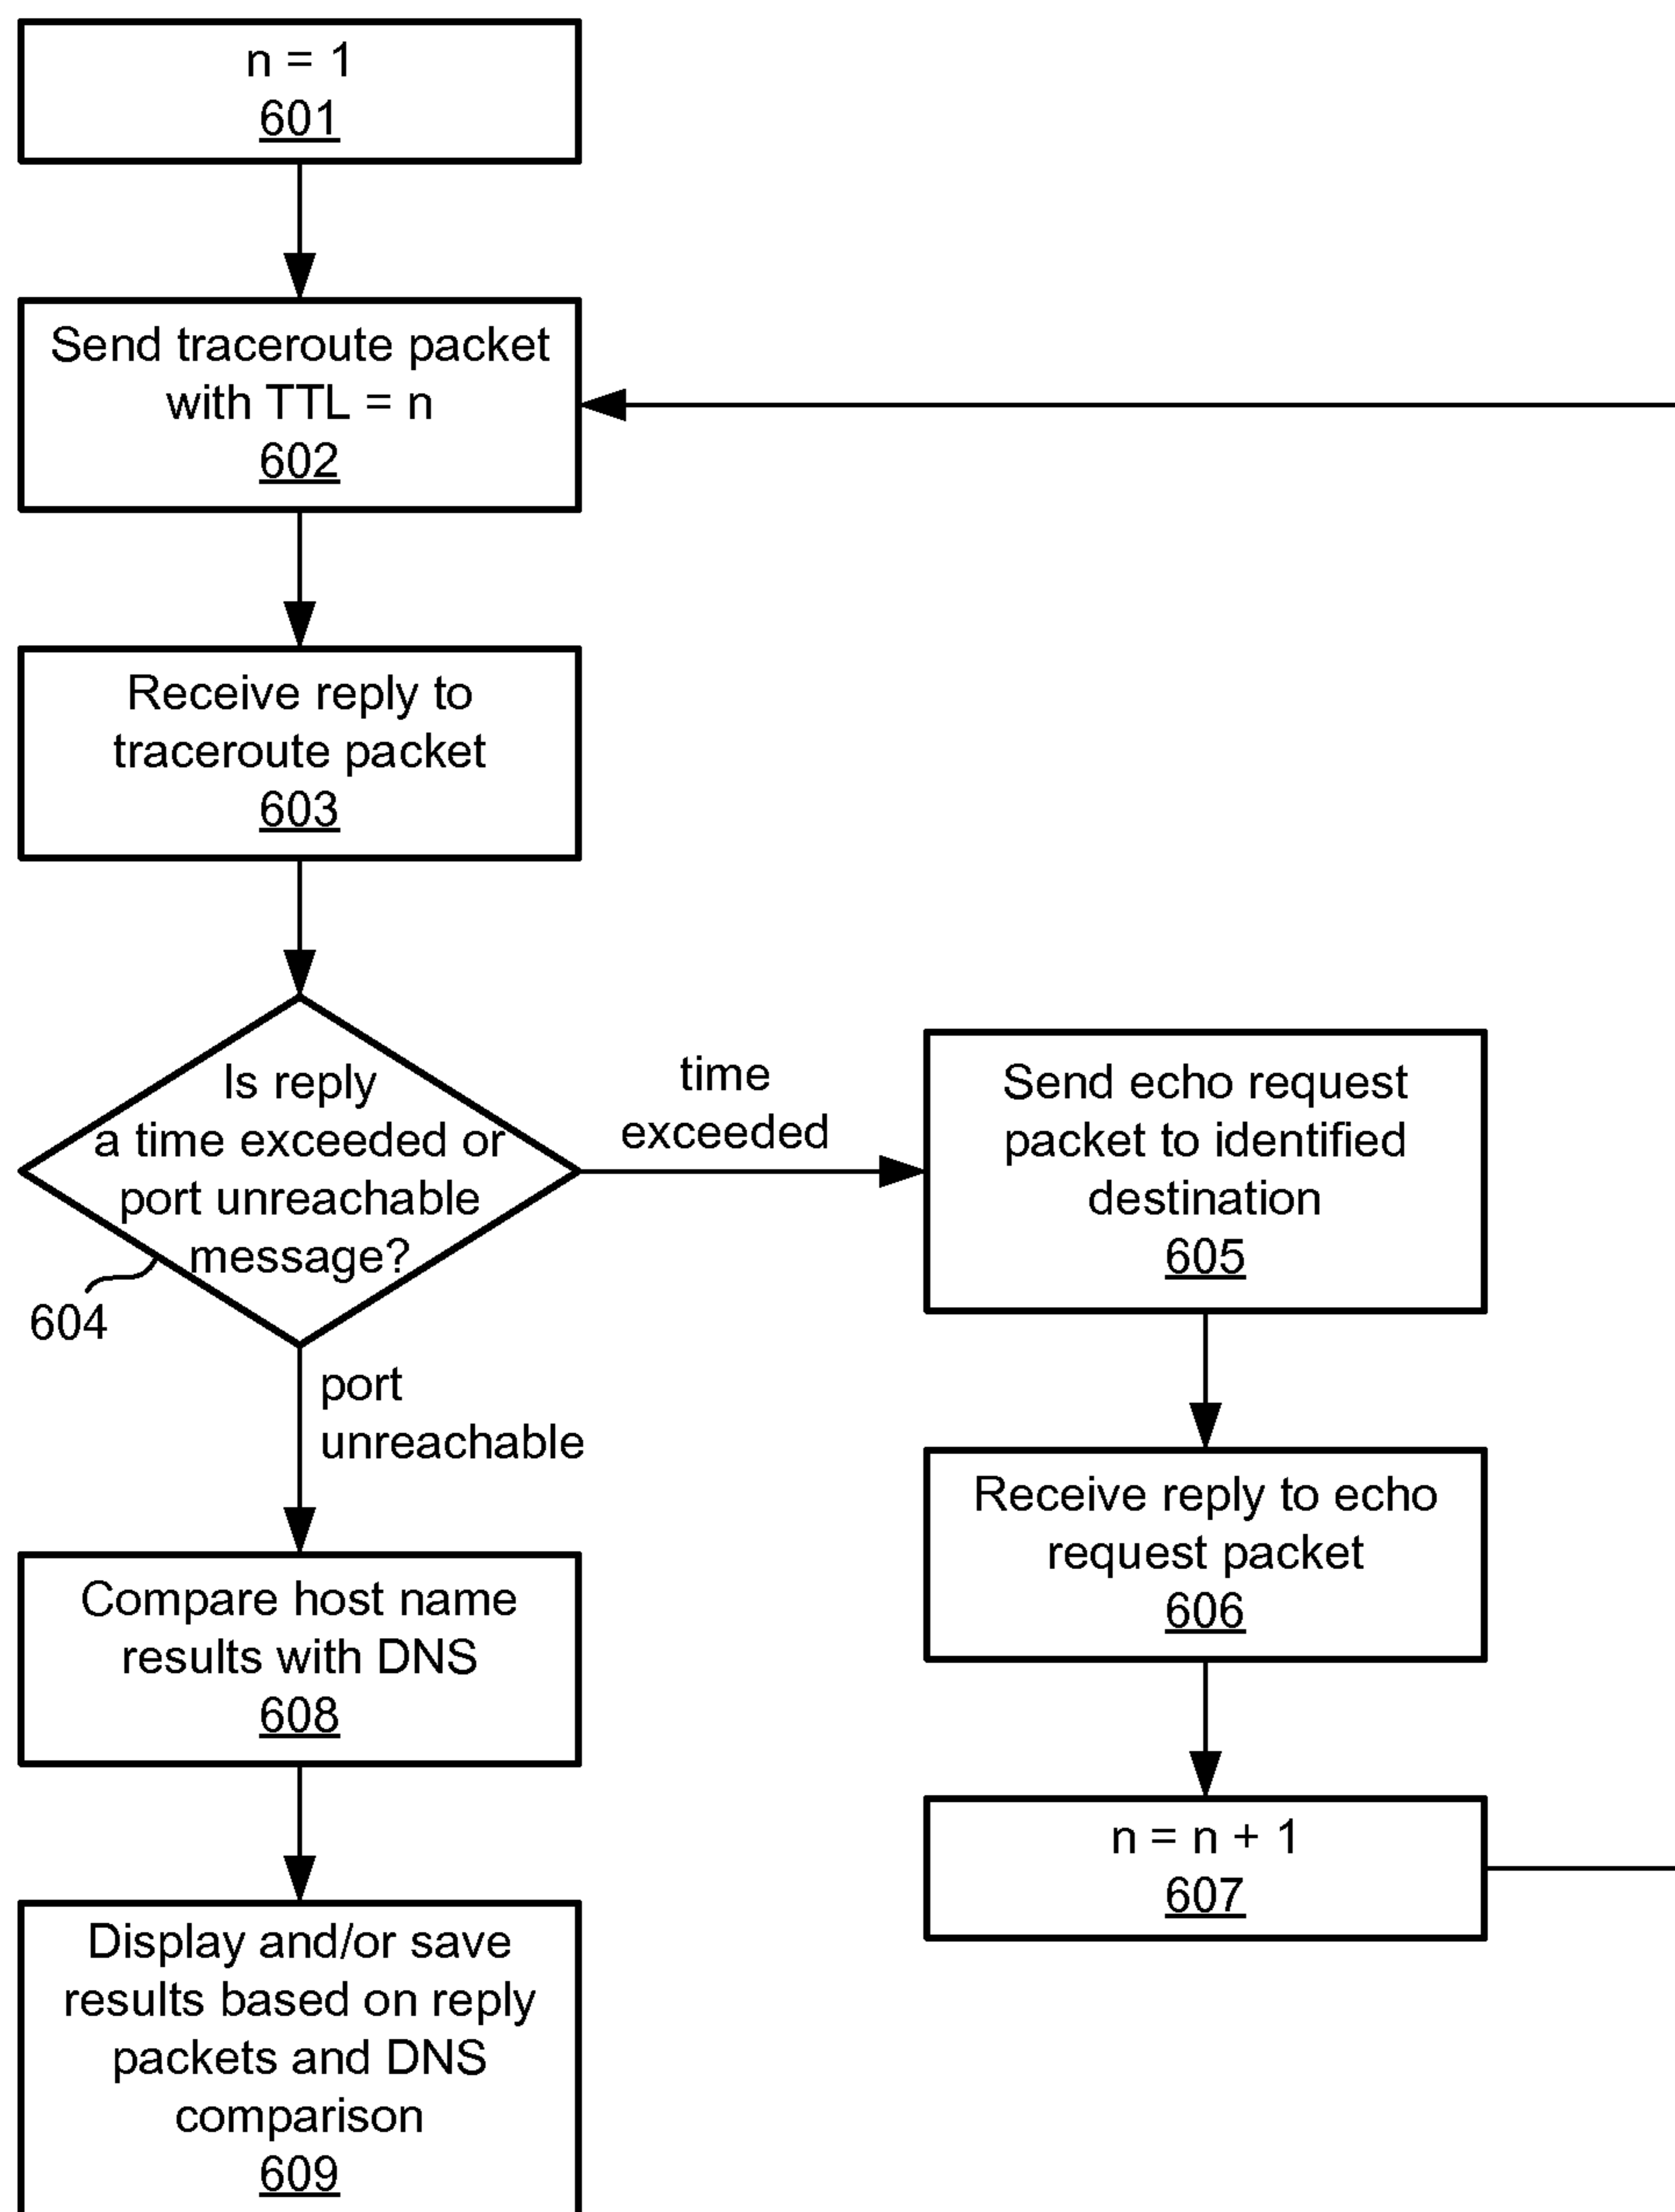 n = 1
601
Send traceroute packet
with TTL = n
602
Receive reply to
traceroute packet
603
Is reply
a time exceeded or
port unreachable
message?
604
time
exceeded
Send echo request
packet to identified
destination
605
port
unreachable
Receive reply to echo
request packet
606
n = n + 1
607
Compare host name
results with DNS
608
Display and/or save
results based on reply
packets and DNS
comparison
609